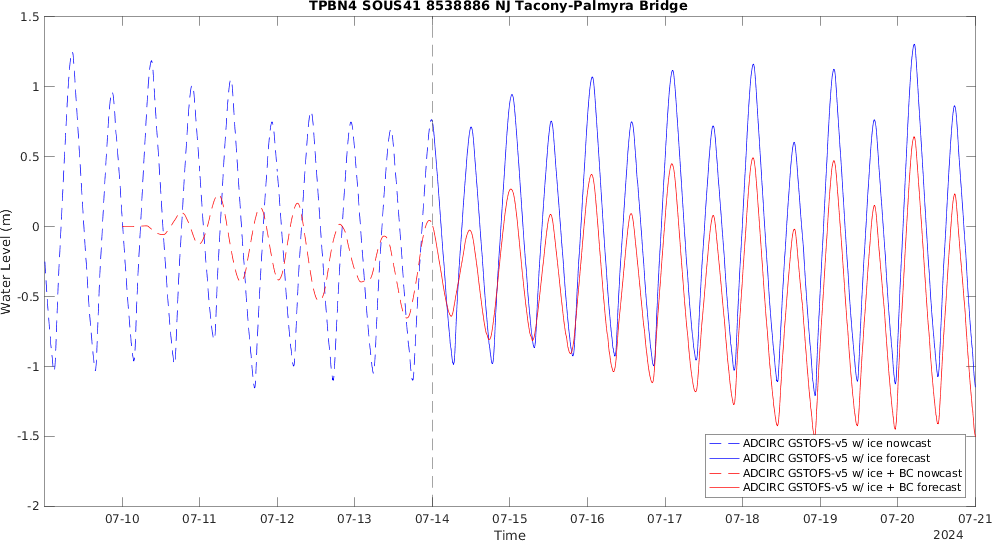 TPBN4 SOUS41 8538886 NJ Tacony-Palmyra Bridge
1.5
1
0.5
0
-0.5
-1
-1.5
-2
Water Level (m)
ADCIRC GSTOFS-v5 w/ ice nowcast
ADCIRC GSTOFS-v5 w/ ice forecast
ADCIRC GSTOFS-v5 w/ ice + BC nowcast
ADCIRC GSTOFS-v5 w/ ice + BC forecast
07-10 07-11 07-12 07-13 07-14 07-15 07-16 07-17 07-18 07-19 07-20 07-21
Time
2024